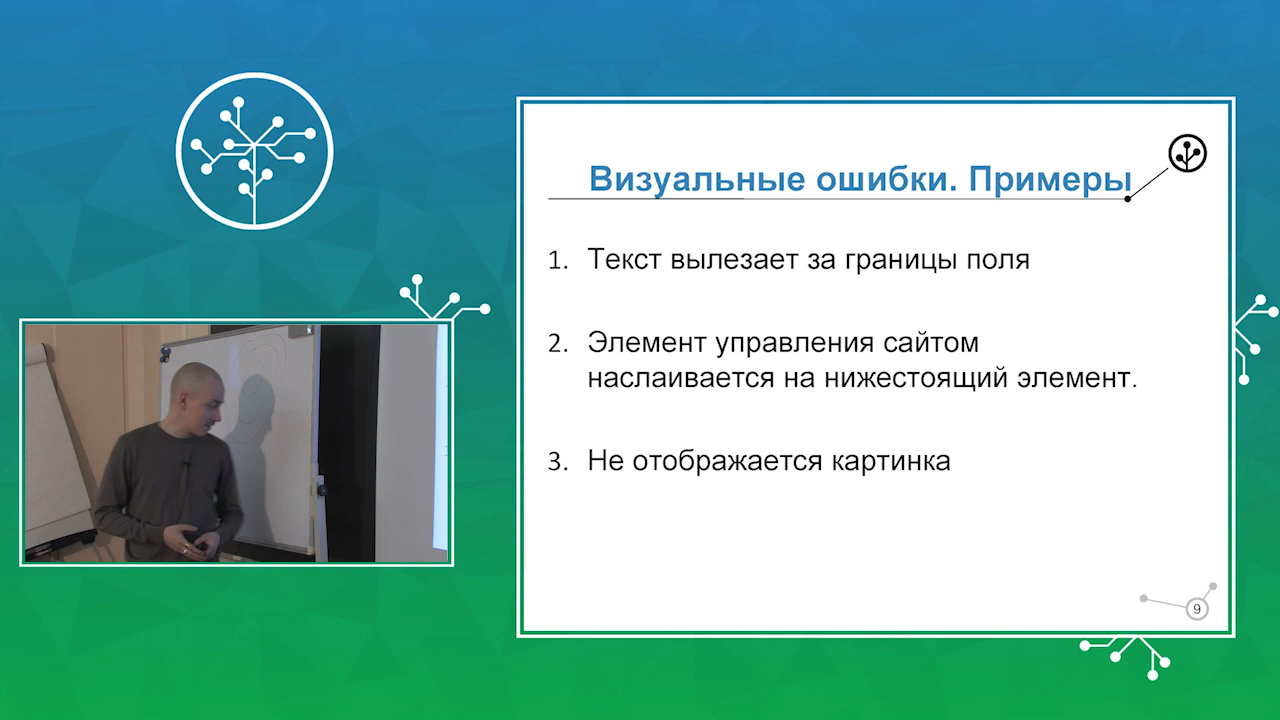 Визуальные ошибки. Примеры
1. Текст вылезает за границы поля
2. Элемент управления сайтом
наслаивается на нижестоящий элемент.
3. Не отображается картинка
9